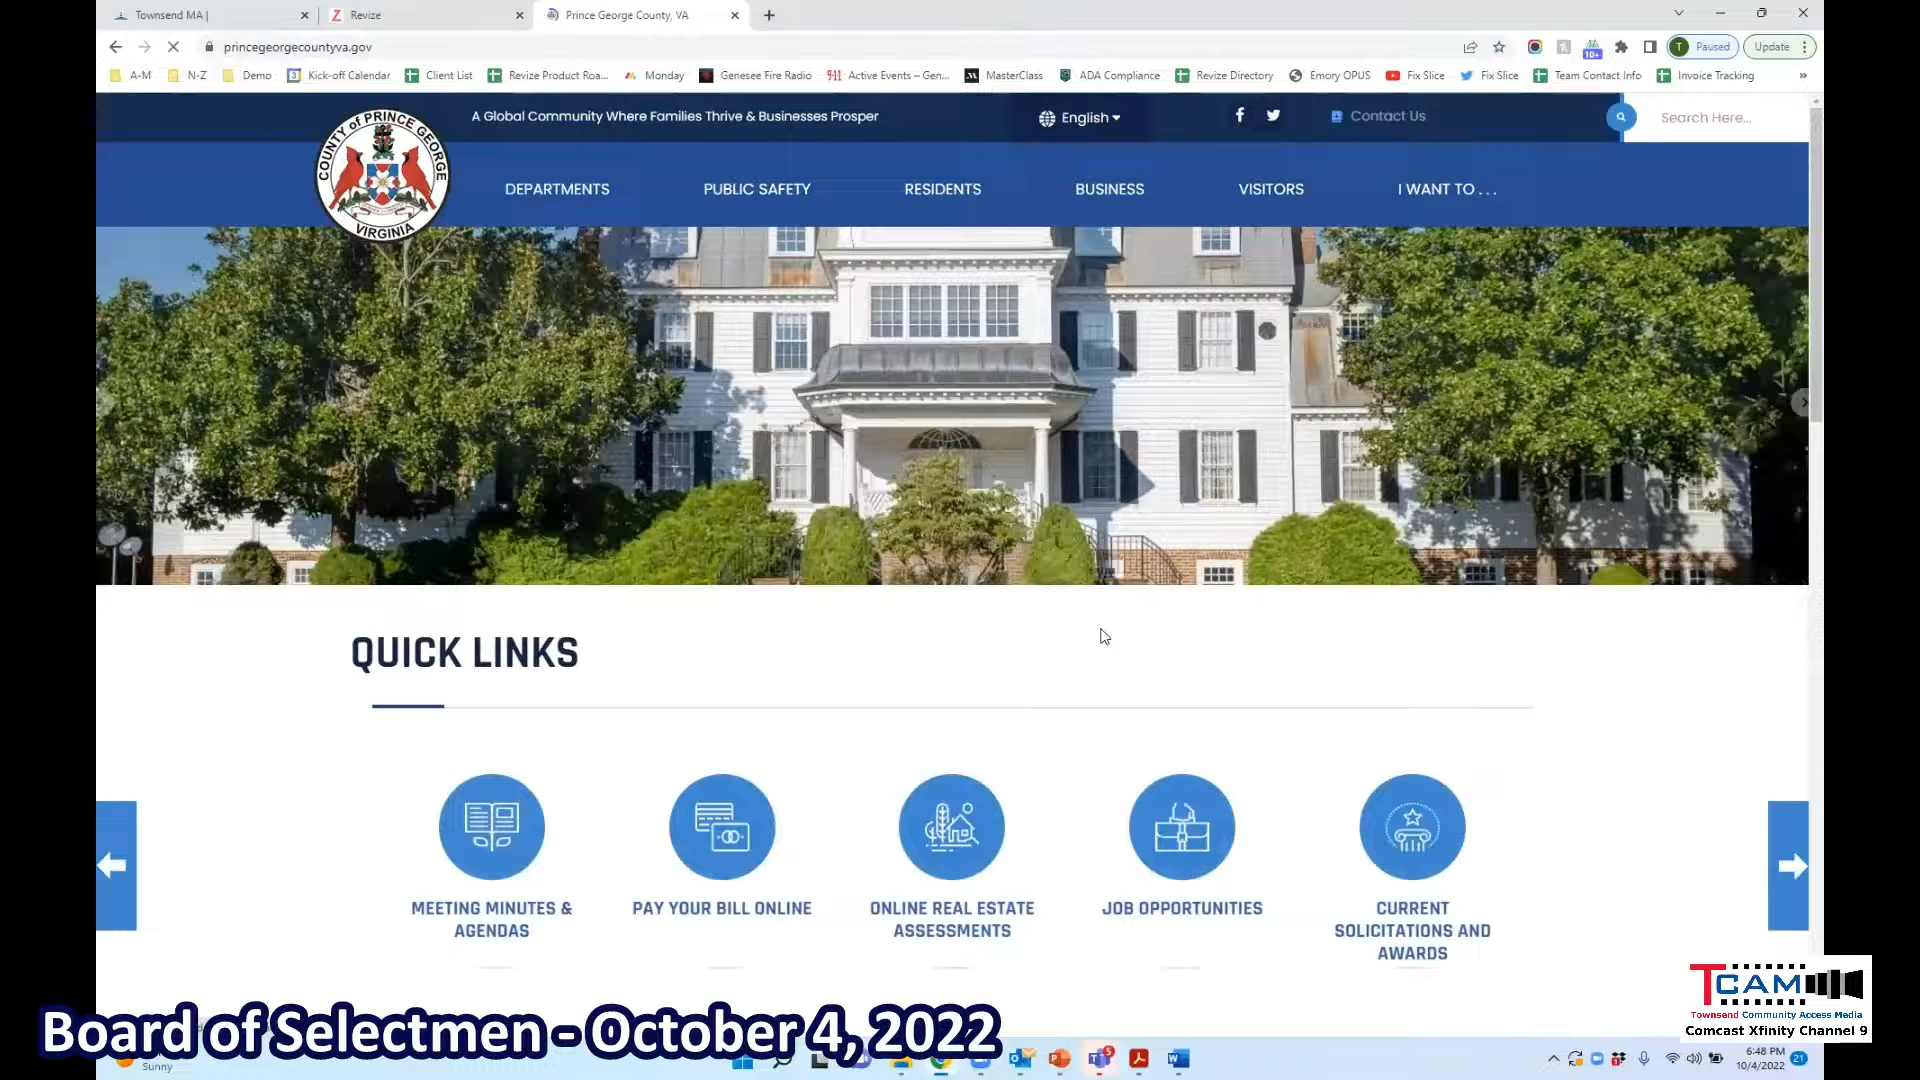 Townsend MA |
Revize
Prince George County, VA
princegeorgecountyva.gov
T Paused
Update
A-M
N-Z
Demo
Kick-off Calendar
Client List
Revize Product Roa...
Monday
Genesee Fire Radio
Active Events – Gen...
MasterClass
ADA Compliance
Revize Directory
Emory OPUS
Fix Slice
Fix Slice
Team Contact Info
Invoice Tracking
»
COUNTY of PRINCE GEORGE
VIRGINIA
A Global Community Where Families Thrive & Businesses Prosper
English
Contact Us
Search Here...
DEPARTMENTS
PUBLIC SAFETY
RESIDENTS
BUSINESS
VISITORS
I WANT TO . . .
QUICK LINKS
MEETING MINUTES &
AGENDAS
PAY YOUR BILL ONLINE
ONLINE REAL ESTATE
ASSESSMENTS
JOB OPPORTUNITIES
CURRENT
SOLICITATIONS AND
AWARDS
TCAM
Townsend Community Access Media
Comcast Xfinity Channel 9
Board of Selectmen - October 4, 2022
Sunny
6:48 PM
10/4/2022
21